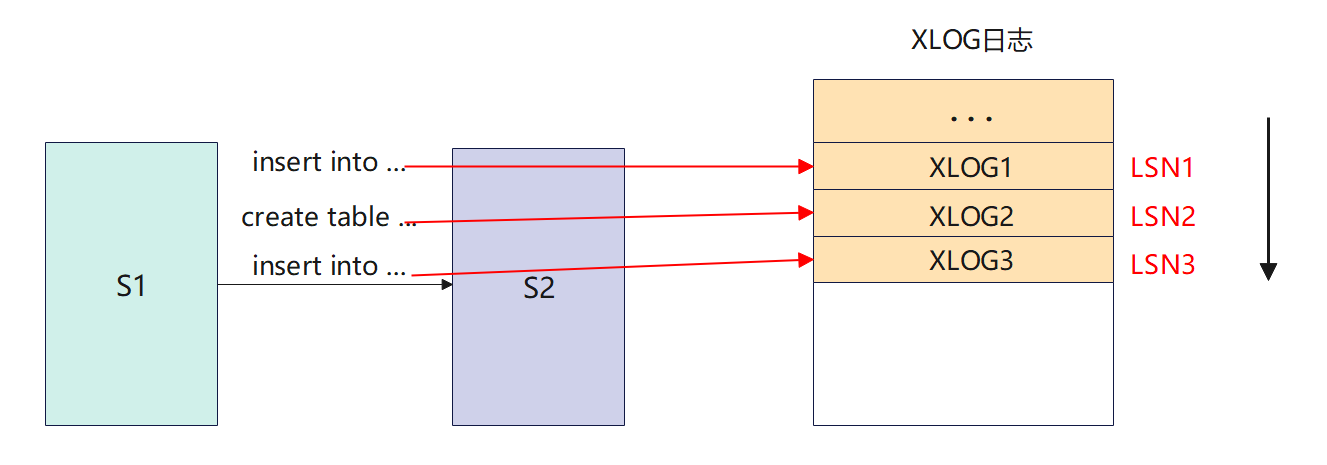 XLOG日志
...
insert into ...
XLOG1
LSN1
create table ...
XLOG2
LSN2
insert into ...
XLOG3
LSN3
S1
S2